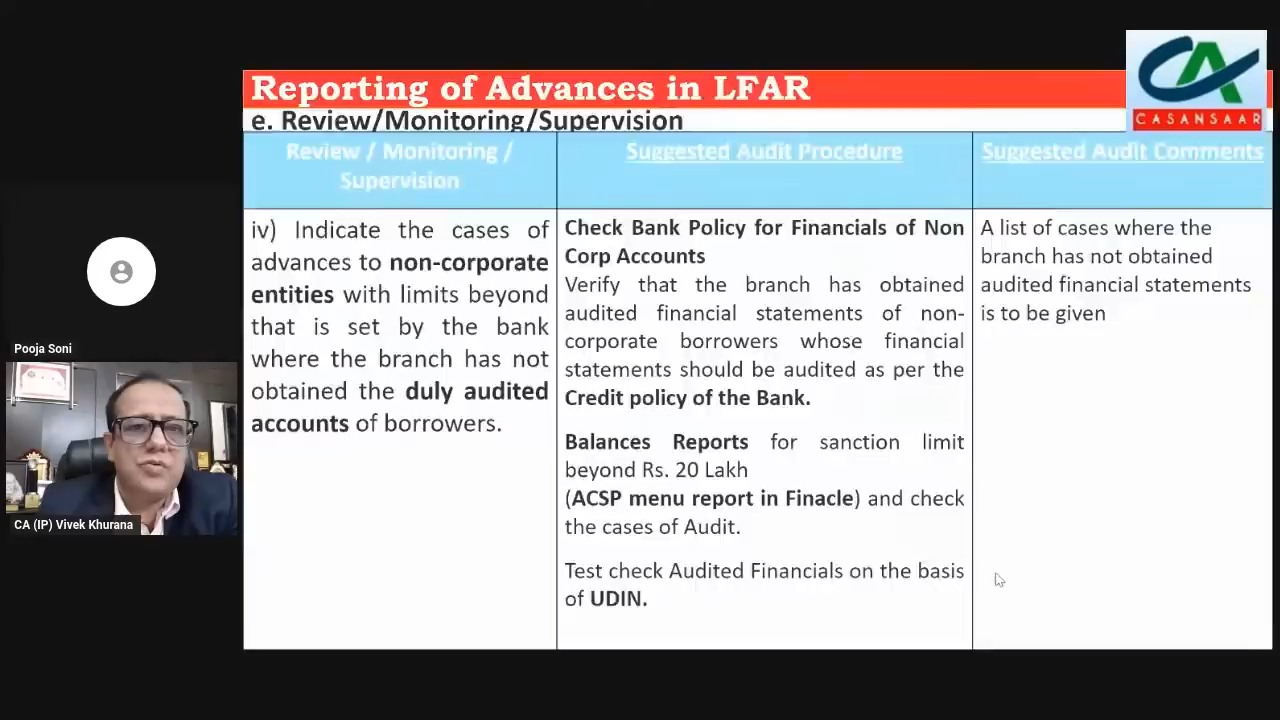 Reporting of Advances in LFAR
CASANSAAR
e. Review/Monitoring/Supervision
Review / Monitoring /
Supervision
Suggested Audit Procedure
Suggested Audit Comments
iv) Indicate the cases of
advances to non-corporate
entities with limits beyond
that is set by the bank
where the branch has not
obtained the duly audited
accounts of borrowers.
Check Bank Policy for Financials of Non
Corp Accounts
Verify that the branch has obtained
audited financial statements of non-
corporate borrowers whose financial
statements should be audited as per the
Credit policy of the Bank.
Balances Reports for sanction limit
beyond Rs. 20 Lakh
(ACSP menu report in Finacle) and check
the cases of Audit.
Test check Audited Financials on the basis
of UDIN.
A list of cases where the
branch has not obtained
audited financial statements
is to be given
Pooja Soni
CA (IP) Vivek Khurana